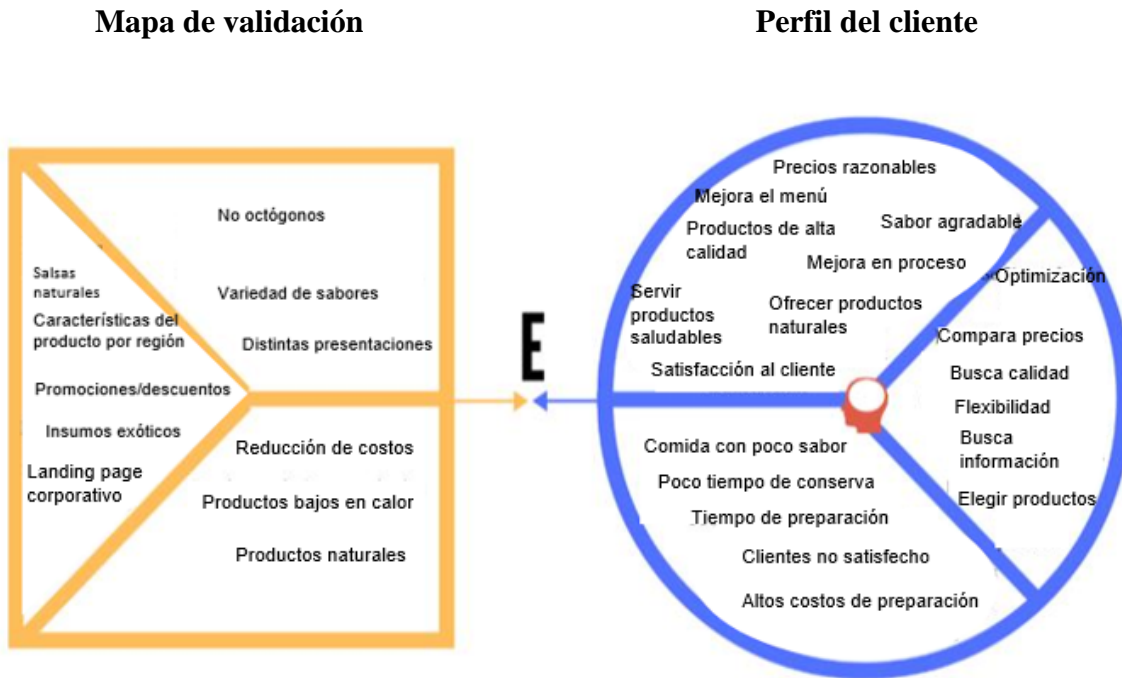 Mapa de validación
Perfil del cliente
No octógonos
Variedad de sabores
Distintas presentaciones
Salsas
naturales
Características del
producto por región
Promociones/descuentos
Insumos exóticos
Landing page
corporativo
Reducción de costos
Productos bajos en calor
Productos naturales
E
Precios razonables
Mejora el menú
Sabor agradable
Productos de alta
calidad
Mejora en proceso
Servir
productos
saludables
Ofrecer productos
naturales
Satisfacción al cliente
Optimización
Compara precios
Busca calidad
Flexibilidad
Busca
información
Elegir productos
Comida con poco sabor
Poco tiempo de conserva
Tiempo de preparación
Clientes no satisfecho
Altos costos de preparación